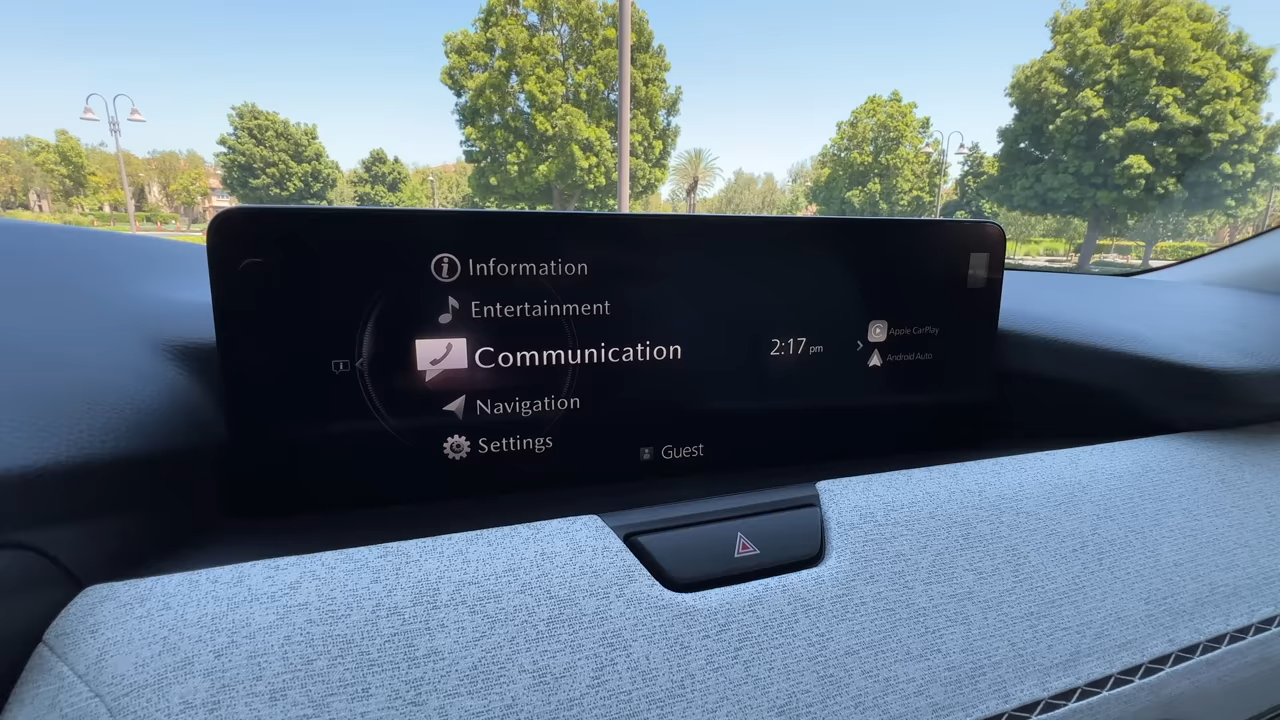 Information
Entertainment
Communication
Navigation
Settings
2:17 pm
Apple CarPlay
Android Auto
Guest